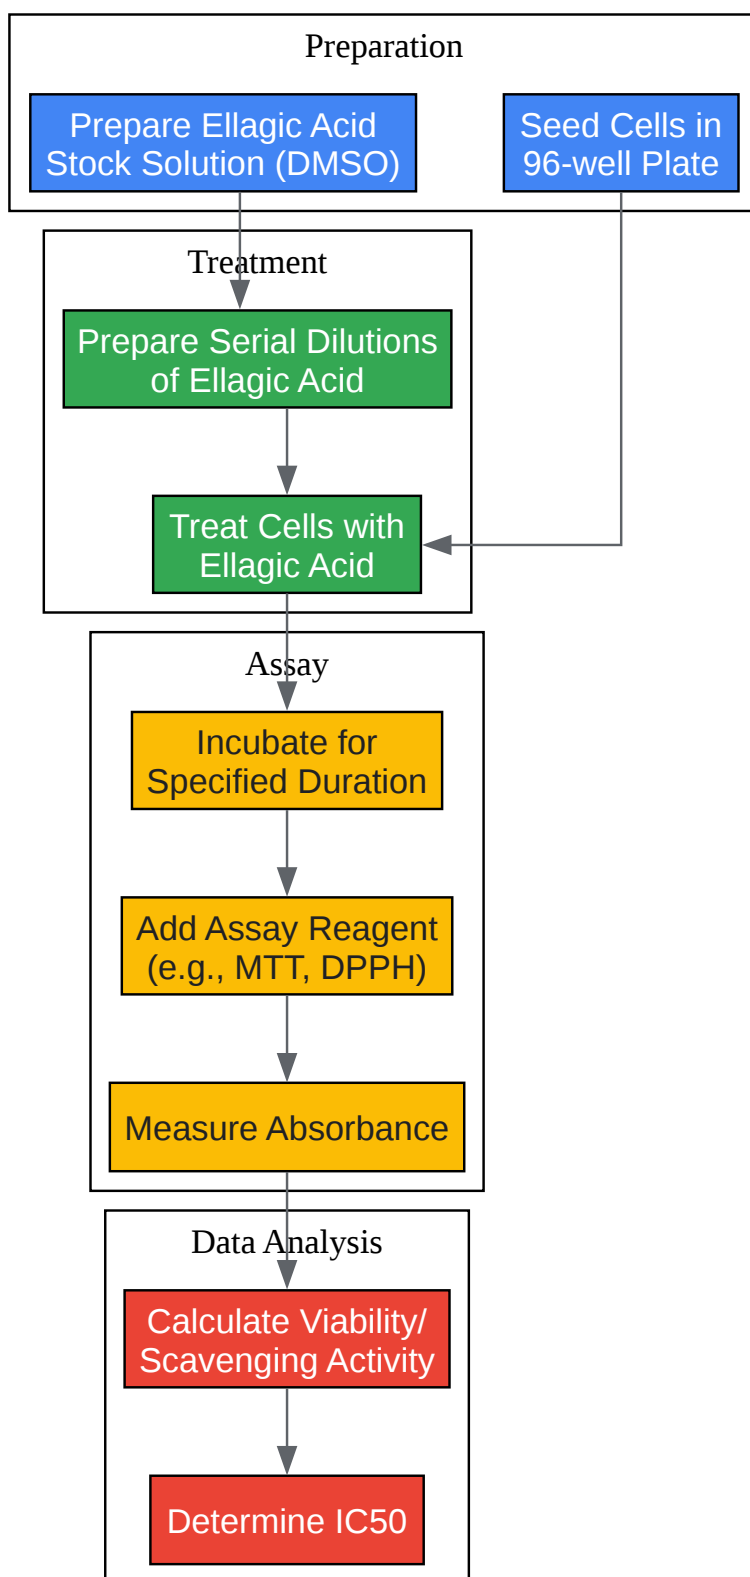 Preparation
Prepare Ellagic Acid
Stock Solution (DMSO)
Seed Cells in
96-well Plate
Treatment
Prepare Serial Dilutions
of Ellagic Acid
Treat Cells with
Ellagic Acid
Assay
Incubate for
Specified Duration
Add Assay Reagent
(e.g., MTT, DPPH)
Measure Absorbance
Data Analysis
Calculate Viability/
Scavenging Activity
Determine IC50